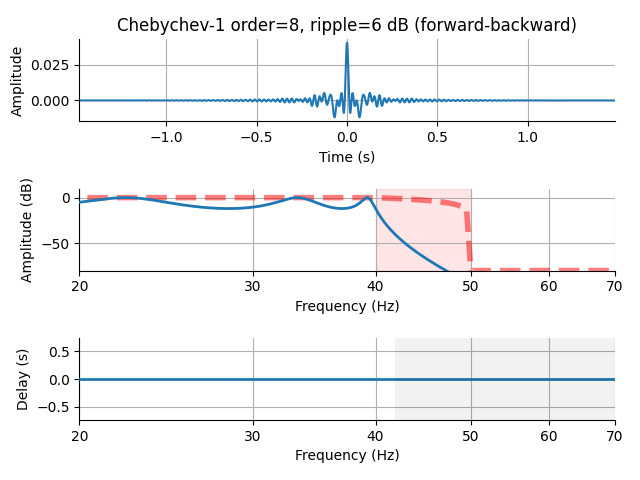 Chebychev-1 order=8, ripple=6 dB (forward-backward)
Amplitude
0.025
0.000
−1.0 −0.5 0.0 0.5 1.0
Time (s)
Amplitude (dB)
0
−50
20 30 40 50 60 70
Frequency (Hz)
Delay (s)
0.5
0.0
−0.5
20 30 40 50 60 70
Frequency (Hz)